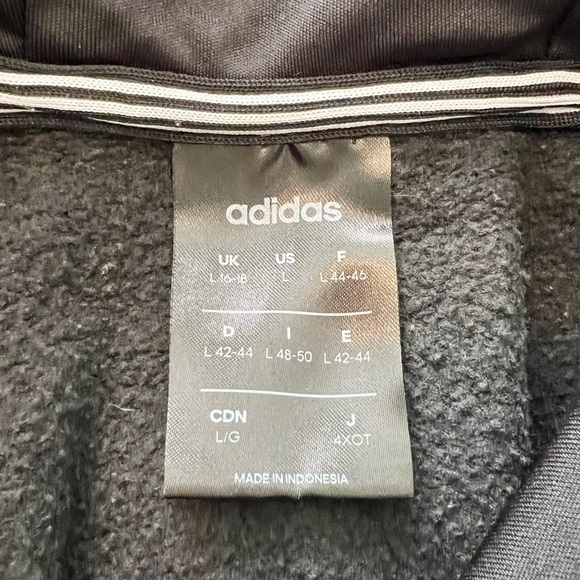 adidas
UK US F
L 16-18 L L 44-46
D I E
L 42-44 L 48-50 L 42-44
CDN J
L/G 4XOT
MADE IN INDONESIA